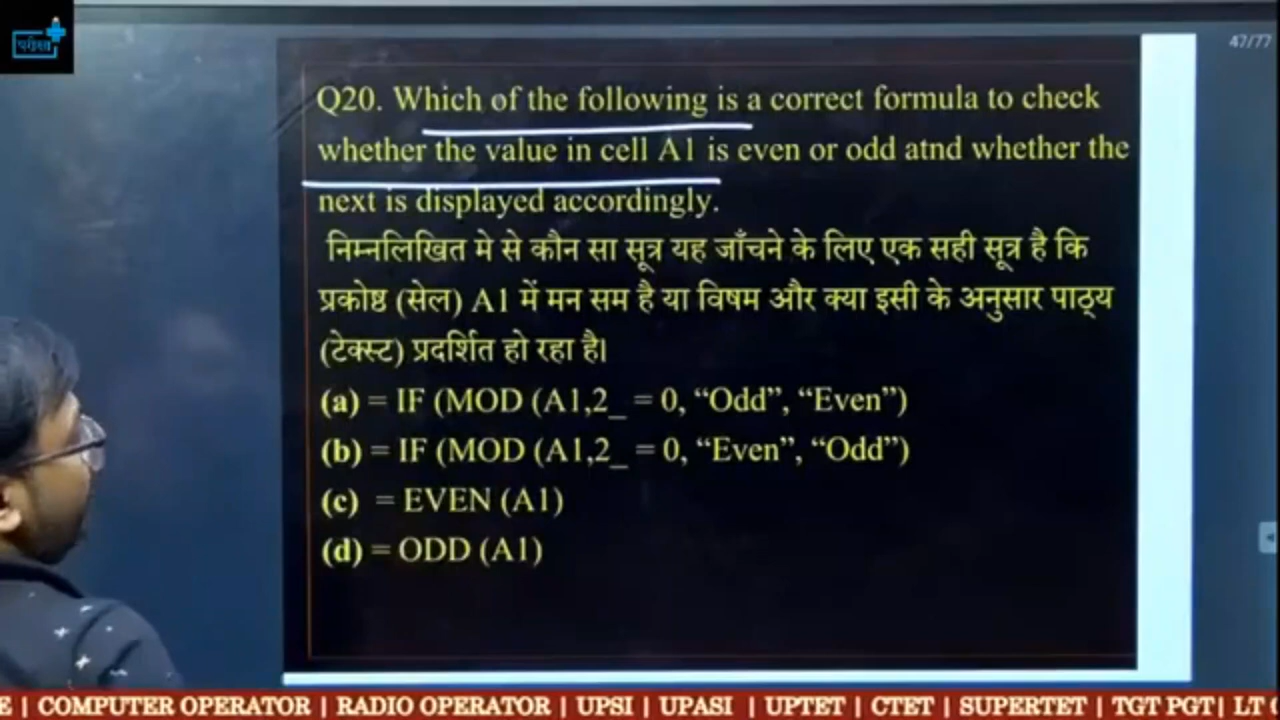 परीक्षा
47/77
Q20. Which of the following is a correct formula to check
whether the value in cell A1 is even or odd atnd whether the
next is displayed accordingly.
निम्नलिखित मे से कौन सा सूत्र यह जाँचने के लिए एक सही सूत्र है कि
प्रकोष्ठ (सेल) A1 में मन सम है या विषम और क्या इसी के अनुसार पाठ्य
(टेक्स्ट) प्रदर्शित हो रहा है।
(a) = IF (MOD (A1,2_ = 0, “Odd”, “Even”)
(b) = IF (MOD (A1,2_ = 0, “Even”, “Odd”)
(c) = EVEN (A1)
(d) = ODD (A1)
E | COMPUTER OPERATOR | RADIO OPERATOR | UPSI | UPASI | UPTET | CTET | SUPERTET | TGT PGT| LT